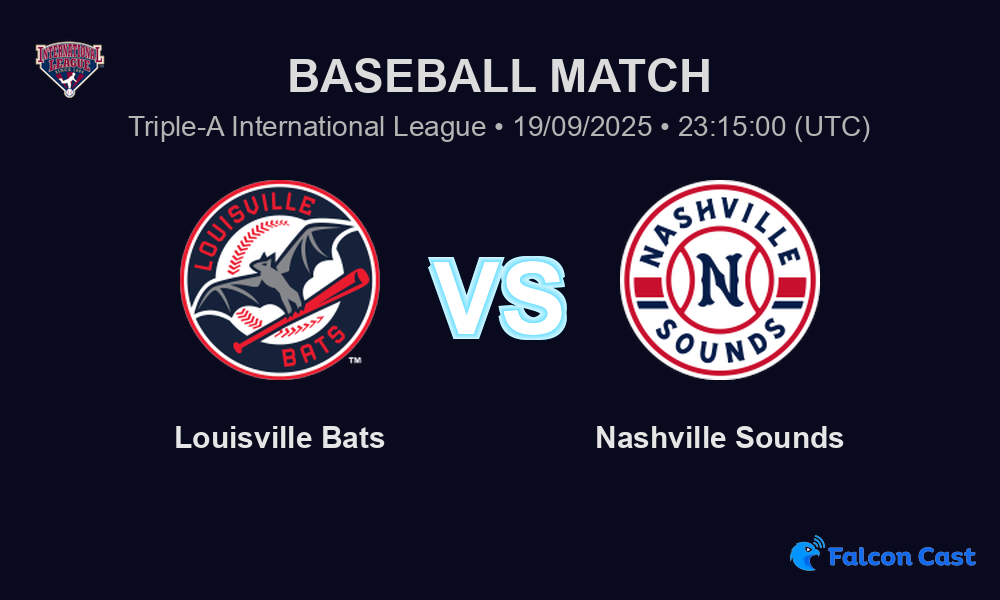 INTERNATIONAL
LEAGUE
BASEBALL MATCH
Triple-A International League • 19/09/2025 • 23:15:00 (UTC)
LOUISVILLE
BATS
TM
VS
NASHVILLE
N
SOUNDS
Louisville Bats
Nashville Sounds
Falcon Cast